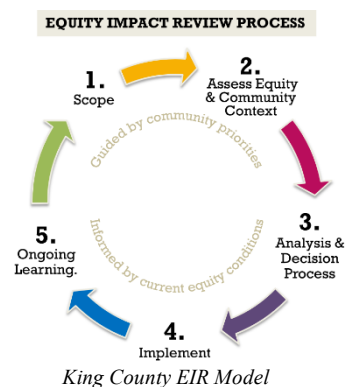 EQUITY IMPACT REVIEW PROCESS
1.
Scope
2.
Assess Equity
& Community
Context
Guided by community priorities
Informed by current equity conditions
3.
Analysis &
Decision
Process
5.
Ongoing
Learning.
4.
Implement
King County EIR Model